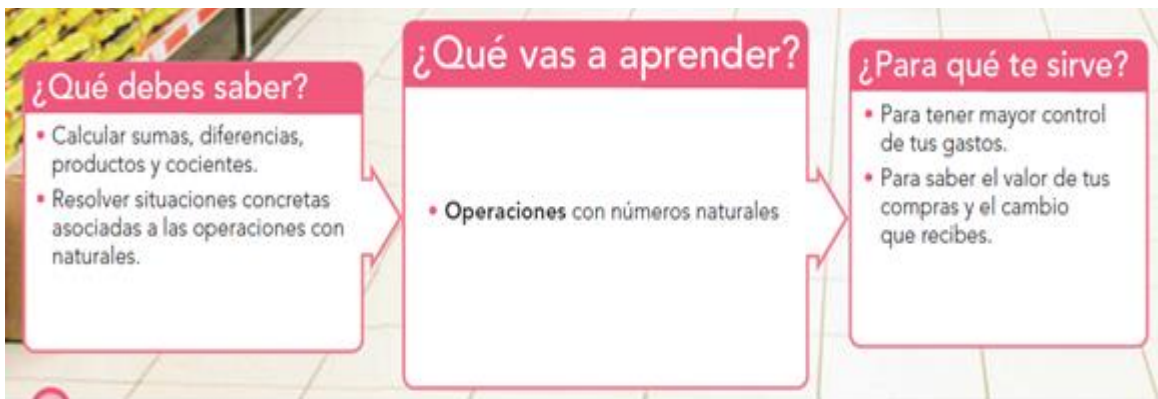 ¿Qué debes saber?
• Calcular sumas, diferencias,
productos y cocientes.
• Resolver situaciones concretas
asociadas a las operaciones con
naturales.
¿Qué vas a aprender?
• Operaciones con números naturales
¿Para qué te sirve?
• Para tener mayor control
de tus gastos.
• Para saber el valor de tus
compras y el cambio
que recibes.